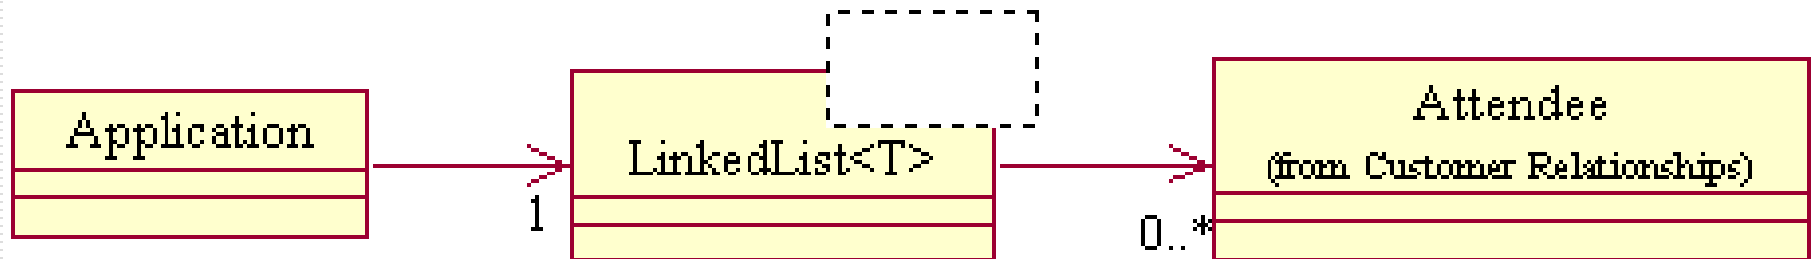 Application
1
LinkedList<T>
0..*
Attendee
(from Customer Relationships)